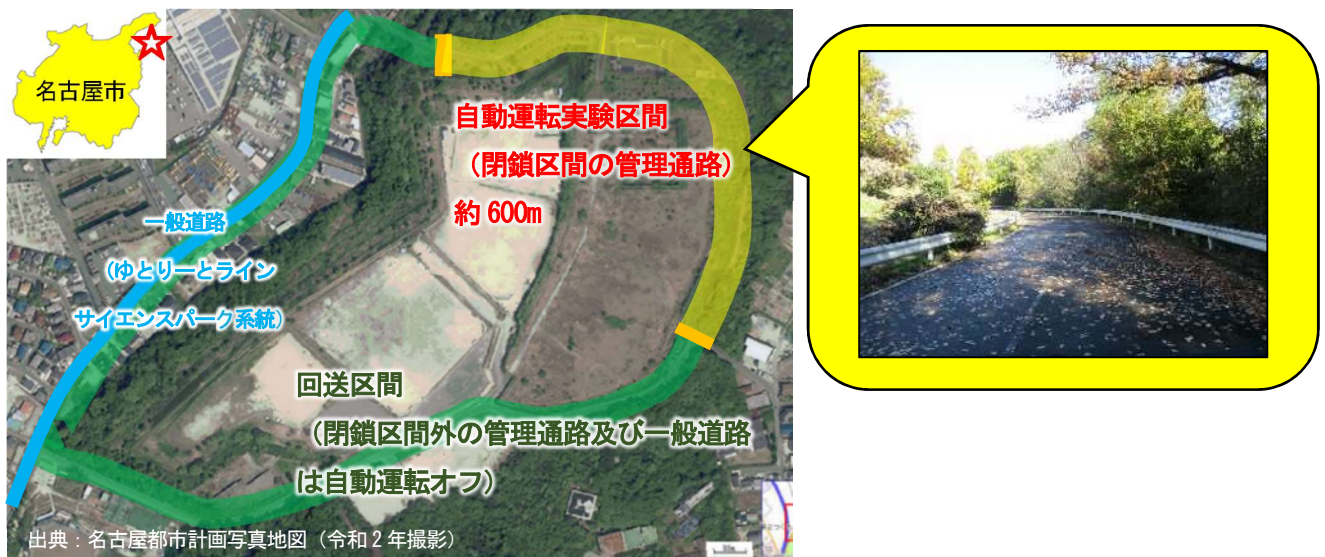 名古屋市
自動運転実験区間
（閉鎖区間の管理通路）
約 600m
一般道路
（ゆとりーとライン
サイエンスパーク系統）
回送区間
（閉鎖区間外の管理通路及び一般道路
は自動運転オフ）
出典：名古屋都市計画写真地図（令和２年撮影）